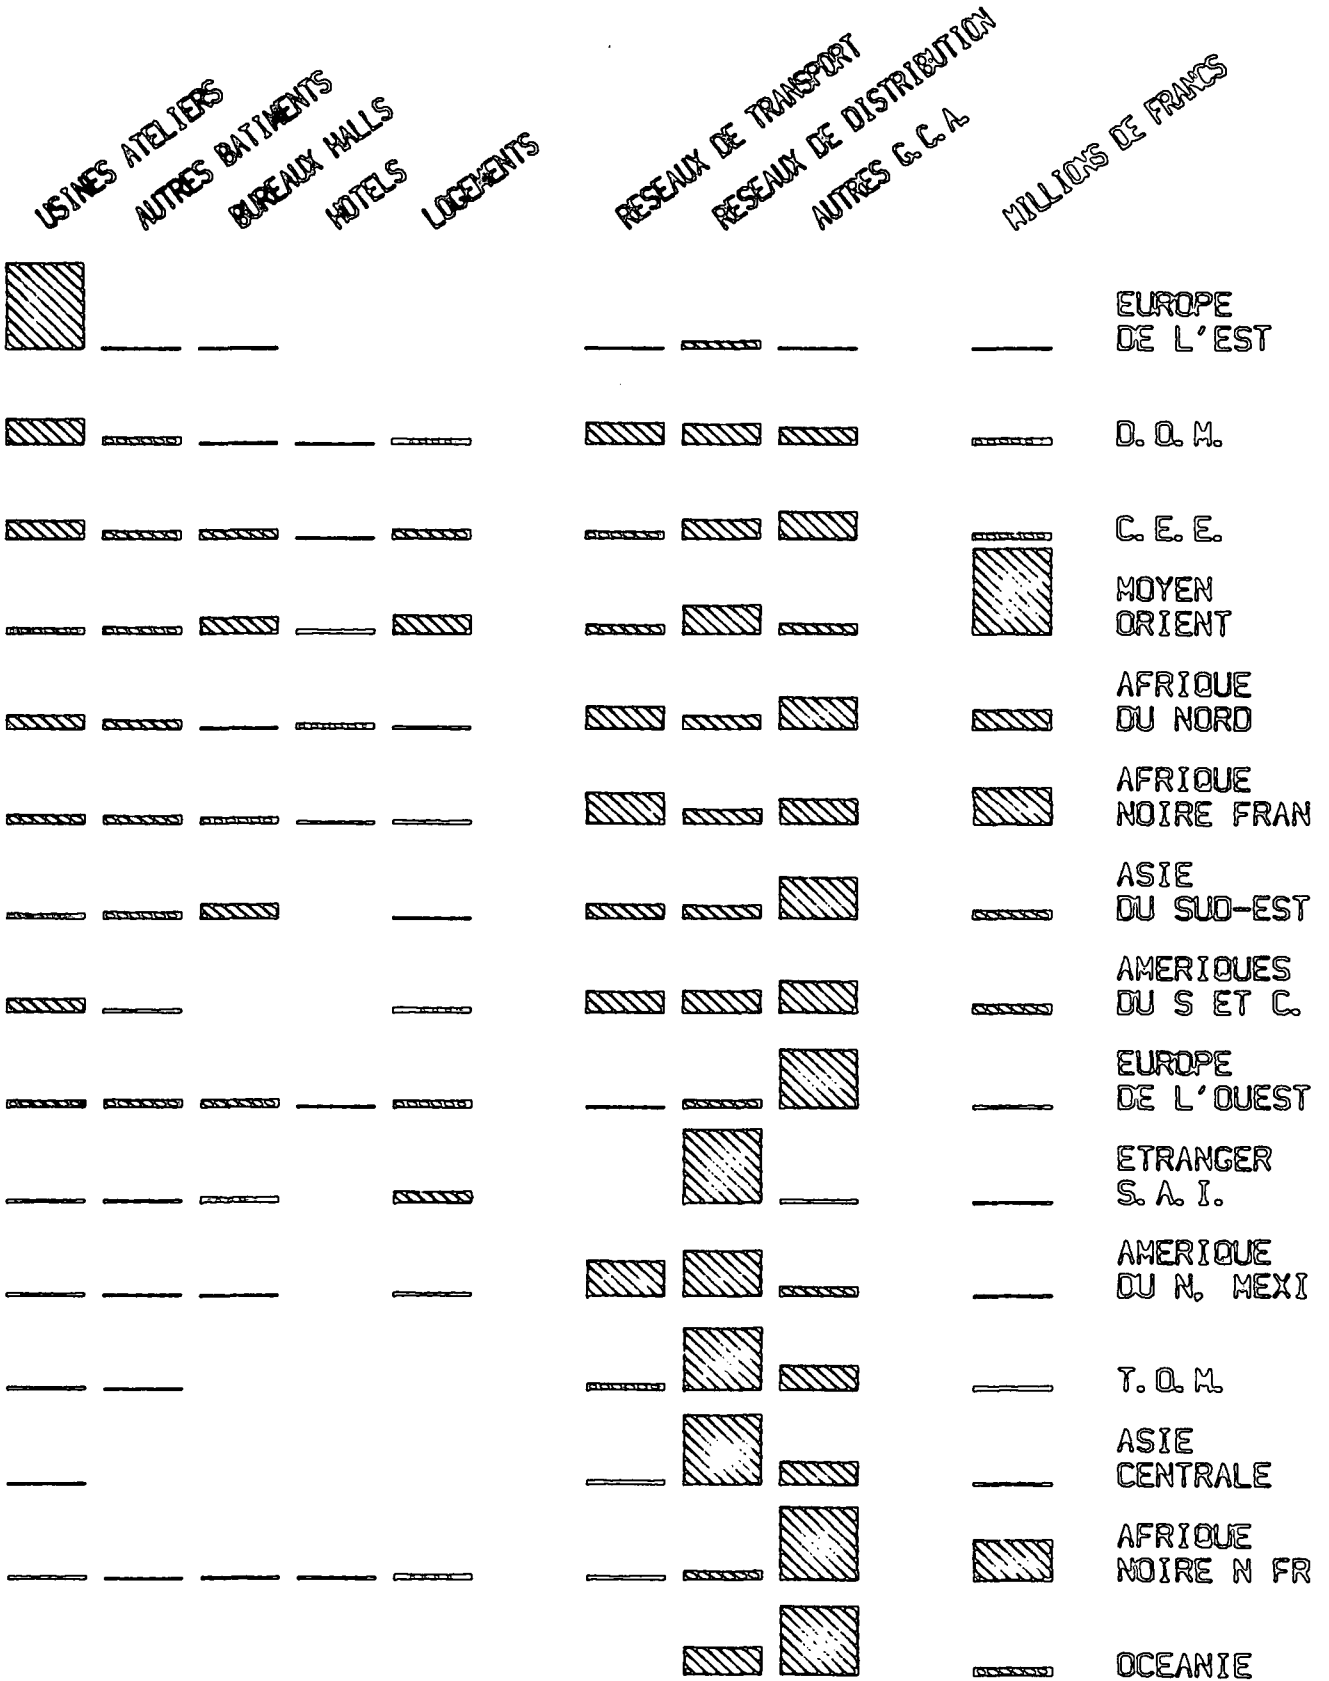 USINES ATELIERS
AUTRES BATIMENTS
BUREAUX HALLS
HOTELS
LOGEMENTS
RESEAUX DE TRANSPORT
RESEAUX DE DISTRIBUTION
AUTRES G.C.A.
MILLIONS DE FRANCS
EUROPE
DE L'EST
D.O.M.
C.E.E.
MOYEN
ORIENT
AFRIQUE
DU NORD
AFRIQUE
NOIRE FRAN
ASIE
DU SUD-EST
AMERIQUES
DU S ET C.
EUROPE
DE L'OUEST
ETRANGER
S.A.I.
AMERIQUE
DU N, MEXI
T.O.M.
ASIE
CENTRALE
AFRIQUE
NOIRE N FR
OCEANIE